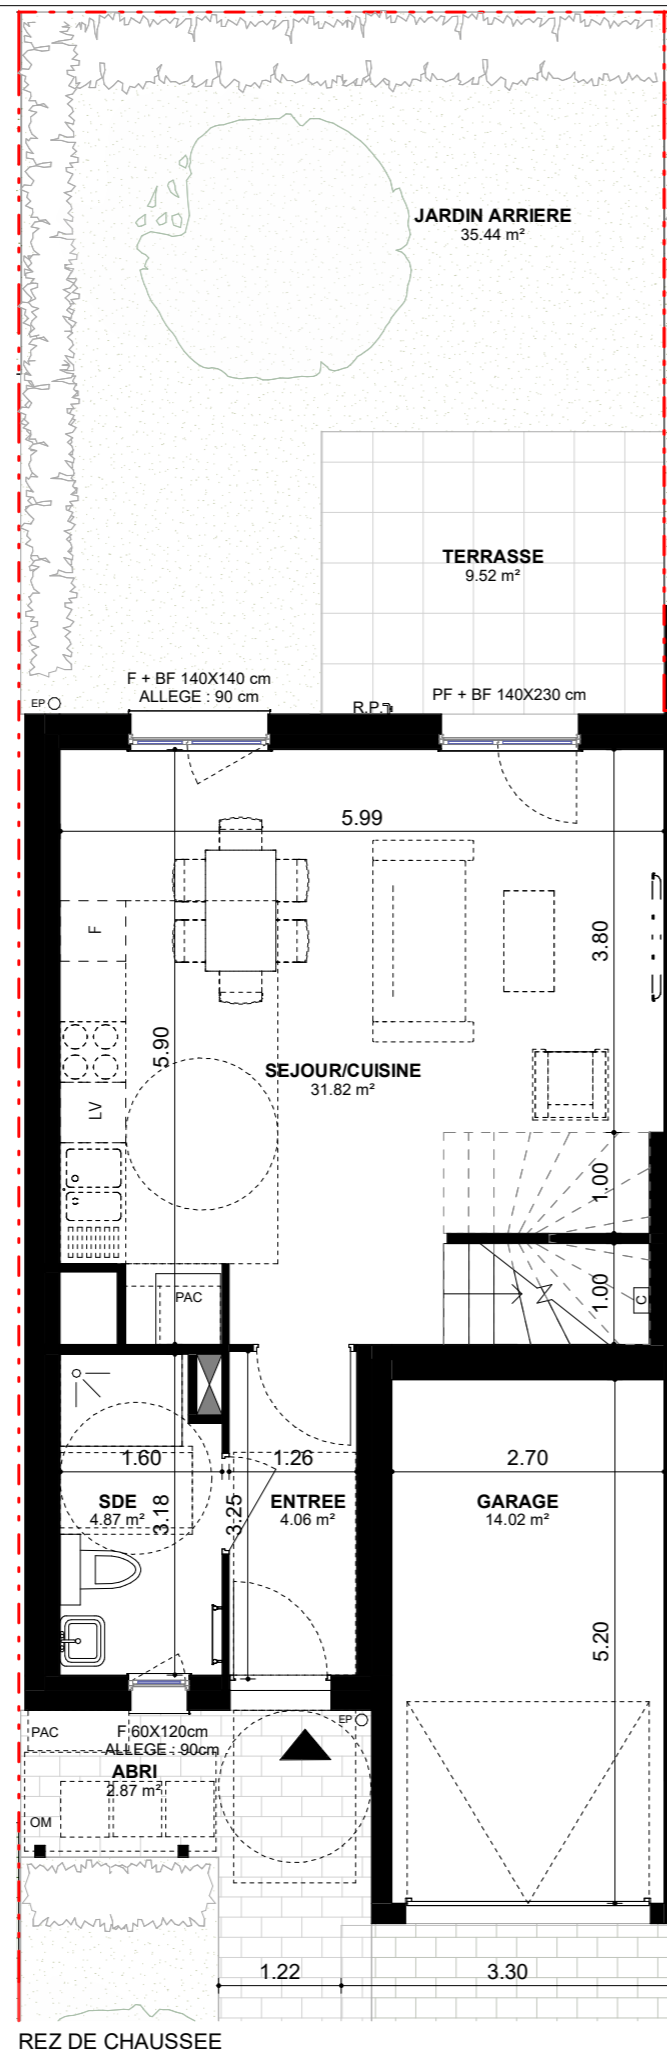 JARDIN ARRIERE
35.44 m²
TERRASSE
9.52 m²
F + BF 140X140 cm
ALLEGE : 90 cm
EP
R.P.
PF + BF 140X230 cm
5.99
F
3.80
5.90
SEJOUR/CUISINE
31.82 m²
LV
1.00
1.00
PAC
C
1.60
1.26
2.70
SDE
4.87 m²
3.18
3.25
ENTREE
4.06 m²
GARAGE
14.02 m²
5.20
PAC
F 60X120cm
ALLEGE : 90cm
EP
ABRI
2.87 m²
OM
1.22
3.30
REZ DE CHAUSSEE